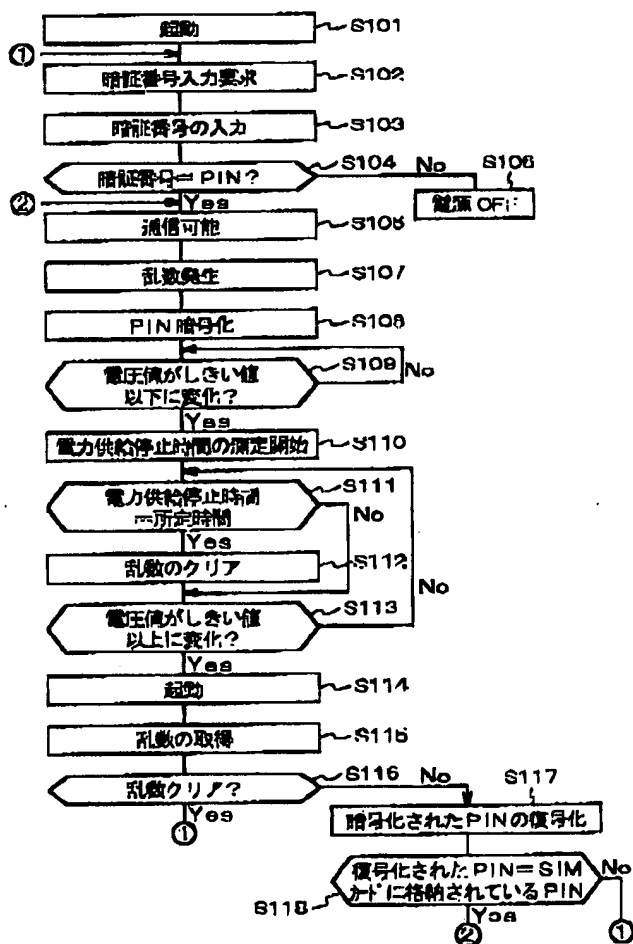 起動 S101
①
暗証番号入力要求 S102
暗証番号の入力 S103
暗証番号=PIN? S104 No S106
電源OFF
② Yes
通信可能 S106
乱数発生 S107
PIN暗号化 S108
電圧値がしきい値 S109 No
以下に変化?
Yes
電力供給停止時間の測定開始 S110
電力供給停止時間 S111
=所定時間 No
Yes
乱数のクリア S112 No
電圧値がしきい値 S113
以上に変化?
Yes
起動 S114
乱数の取得 S115
乱数クリア? S116 No S117
Yes
①
暗号化されたPINの復号化
復号化されたPIN=SIM No
カードに格納されているPIN
S118 Yes
② ①